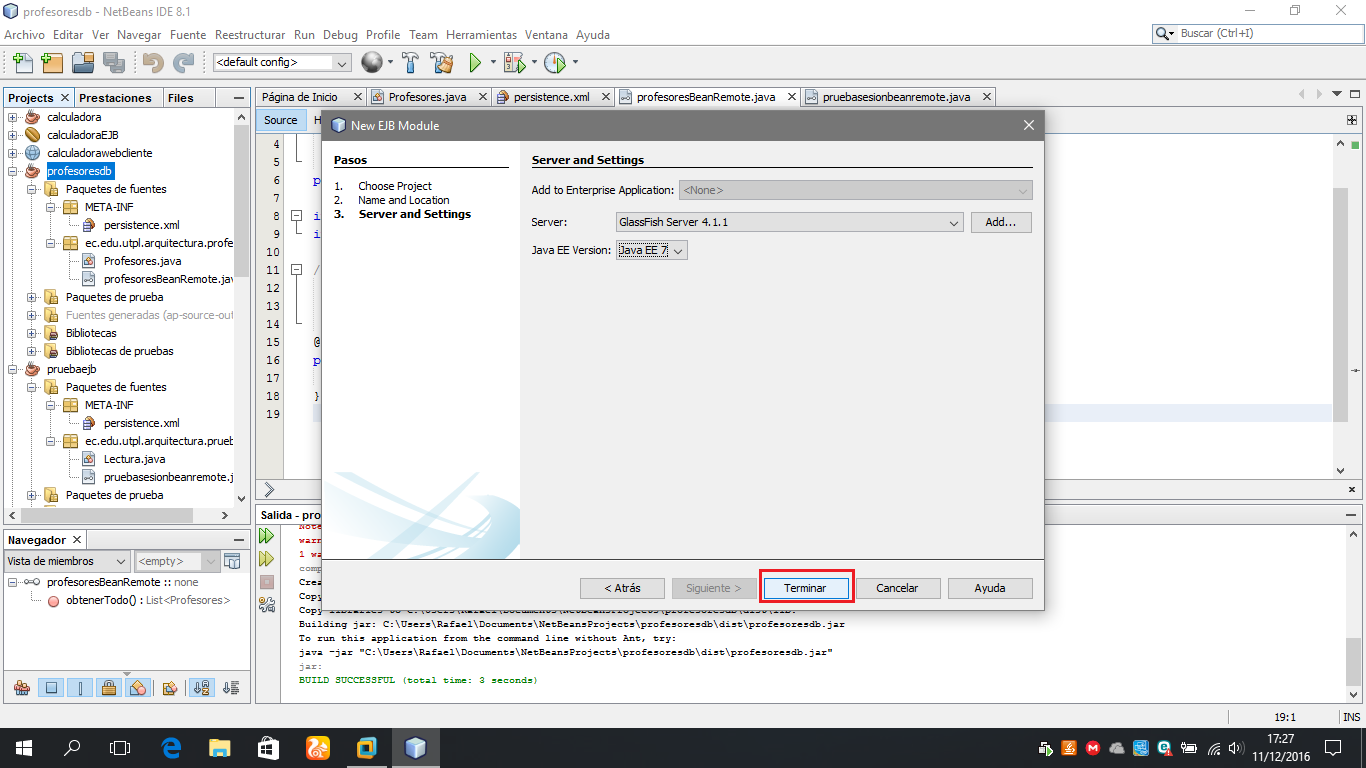 profesoresdb - NetBeans IDE 8.1
Archivo Editar Ver Navegar Fuente Reestructurar Run Debug Profile Team Herramientas Ventana Ayuda
Buscar (Ctrl+I)
<default config>
Projects Prestaciones Files
calculadora
calculadoraEJB
calculadorawebcliente
profesoresdb
Paquetes de fuentes
META-INF
persistence.xml
ec.edu.utpl.arquitectura.profe
Profesores.java
profesoresBeanRemote.jav
Paquetes de prueba
Fuentes generadas (ap-source-out
Bibliotecas
Bibliotecas de pruebas
pruebaejb
Paquetes de fuentes
META-INF
persistence.xml
ec.edu.utpl.arquitectura.prueb
Lectura.java
pruebasesionbeanremote.j
Paquetes de prueba
Navegador
Vista de miembros <empty>
profesoresBeanRemote :: none
obtenerTodo() : List<Profesores>
Página de Inicio Profesores.java persistence.xml profesoresBeanRemote.java pruebasesionbeanremote.java
Source H
4
5
6 p
7
8 i
9 i
10
11 /
12
13
14
15 @
16 p
17
18 }
19
New EJB Module
Pasos
1. Choose Project
2. Name and Location
3. Server and Settings
Server and Settings
Add to Enterprise Application: <None>
Server: GlassFish Server 4.1.1 Add...
Java EE Version: Java EE 7
< Atrás Siguiente > Terminar Cancelar Ayuda
Salida - pro
Note
warn
1 wa
comp
Crea
Copy
Copy libraries to C:\Users\Rafael\Documents\NetBeansProjects\profesoresdb\dist\lib.
Building jar: C:\Users\Rafael\Documents\NetBeansProjects\profesoresdb\dist\profesoresdb.jar
To run this application from the command line without Ant, try:
java -jar "C:\Users\Rafael\Documents\NetBeansProjects\profesoresdb\dist\profesoresdb.jar"
jar:
BUILD SUCCESSFUL (total time: 3 seconds)
19:1 INS
17:27
11/12/2016